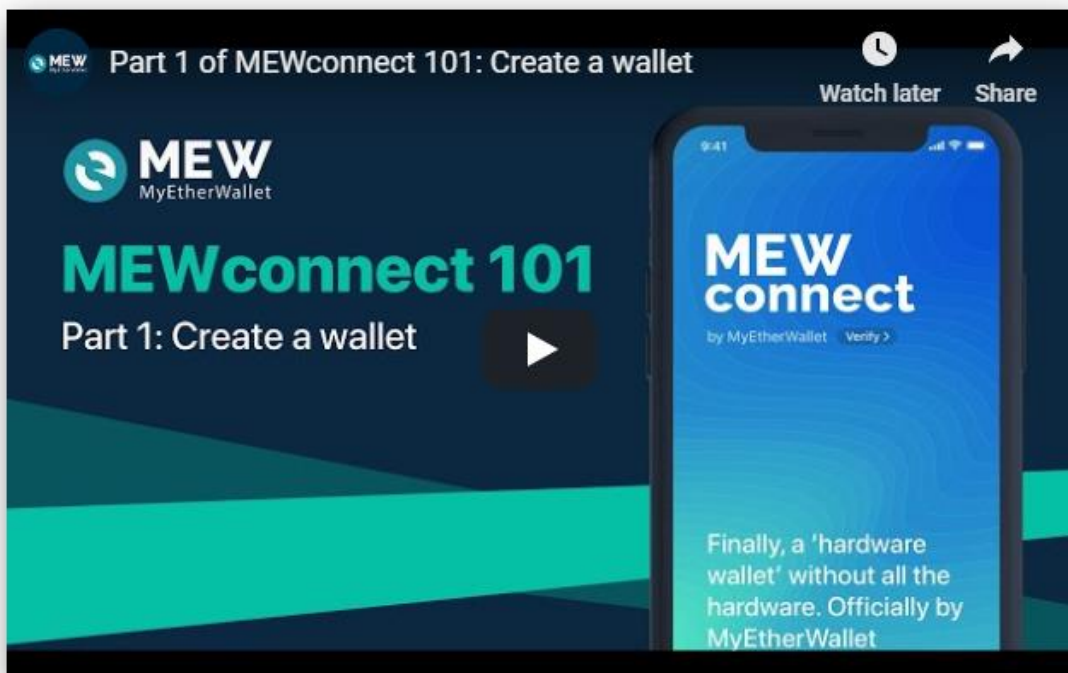 MEW
Part 1 of MEWconnect 101: Create a wallet
Watch later
Share
MEW
MyEtherWallet
MEWconnect 101
Part 1: Create a wallet
9:41
MEW
connect
by MyEtherWallet Verify >
Finally, a ‘hardware
wallet’ without all the
hardware. Officially by
MyEtherWallet